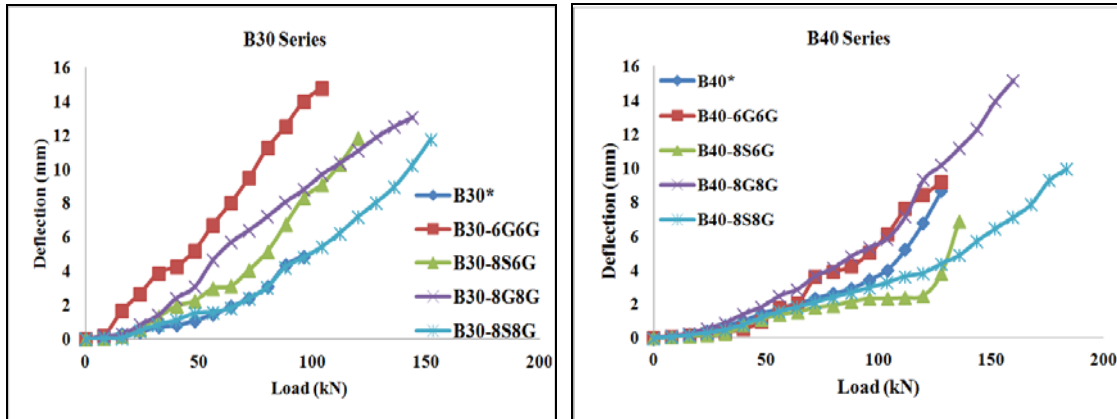 B30 Series
16
14
12
10
8
6
4
2
0
Deflection (mm)
0 50 100 150 200
Load (kN)
B30*
B30-6G6G
B30-8S6G
B30-8G8G
B30-8S8G
B40 Series
16
14
12
10
8
6
4
2
0
Deflection (mm)
0 50 100 150 200
Load (kN)
B40*
B40-6G6G
B40-8S6G
B40-8G8G
B40-8S8G